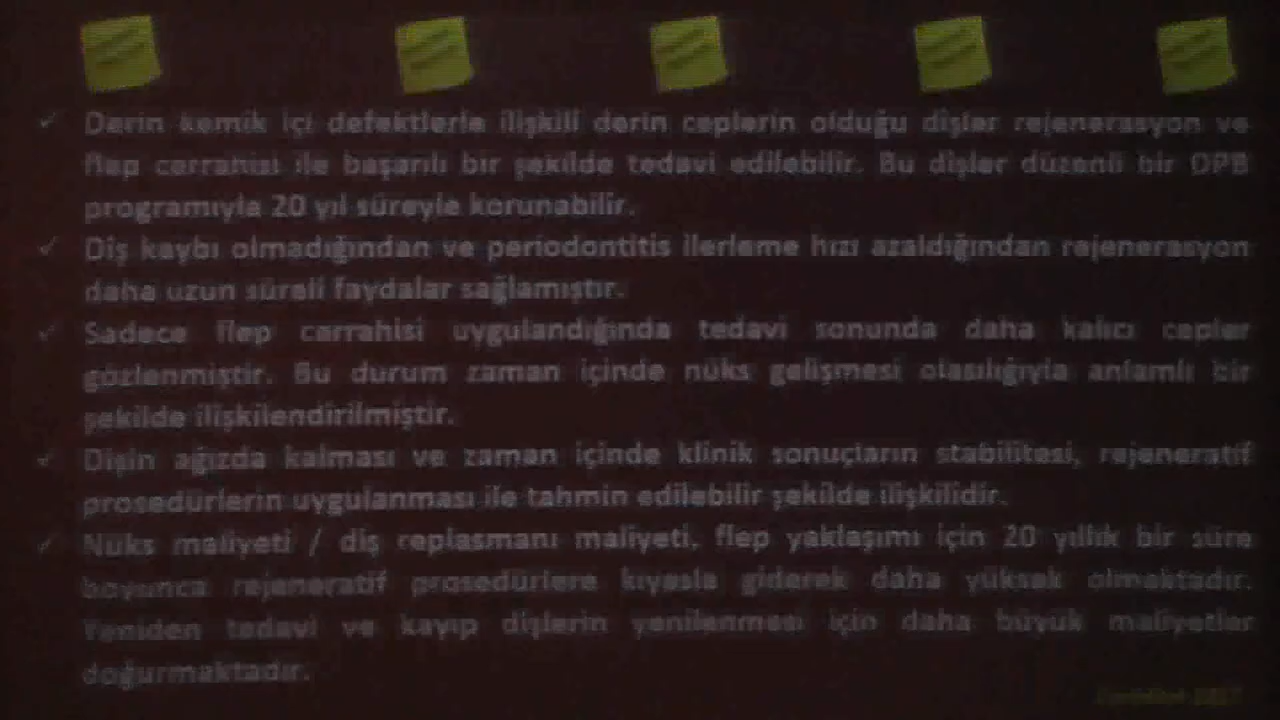 Derin kemik içi defektlerle ilişkili derin ceplerin olduğu dişler rejenerasyon ve
flep cerrahisi ile başarılı bir şekilde tedavi edilebilir. Bu dişler düzenli bir DPB
programıyla 20 yıl süreyle korunabilir.
Diş kaybı olmadığından ve periodontitis ilerleme hızı azaldığından rejenerasyon
daha uzun süreli faydalar sağlamıştır.
Sadece flep cerrahisi uygulandığında tedavi sonunda daha kalıcı cepler
gözlenmiştir. Bu durum zaman içinde nüks gelişmesi olasılığıyla anlamlı bir
şekilde ilişkilendirilmiştir.
Dişin ağızda kalması ve zaman içinde klinik sonuçların stabilitesi, rejeneratif
prosedürlerin uygulanması ile tahmin edilebilir şekilde ilişkilidir.
Nüks maliyeti / diş replasmanı maliyeti, flep yaklaşımı için 20 yıllık bir süre
boyunca rejeneratif prosedürlere kıyasla giderek daha yüksek olmaktadır.
Yeniden tedavi ve kayıp dişlerin yenilenmesi için daha büyük maliyetler
doğurmaktadır.